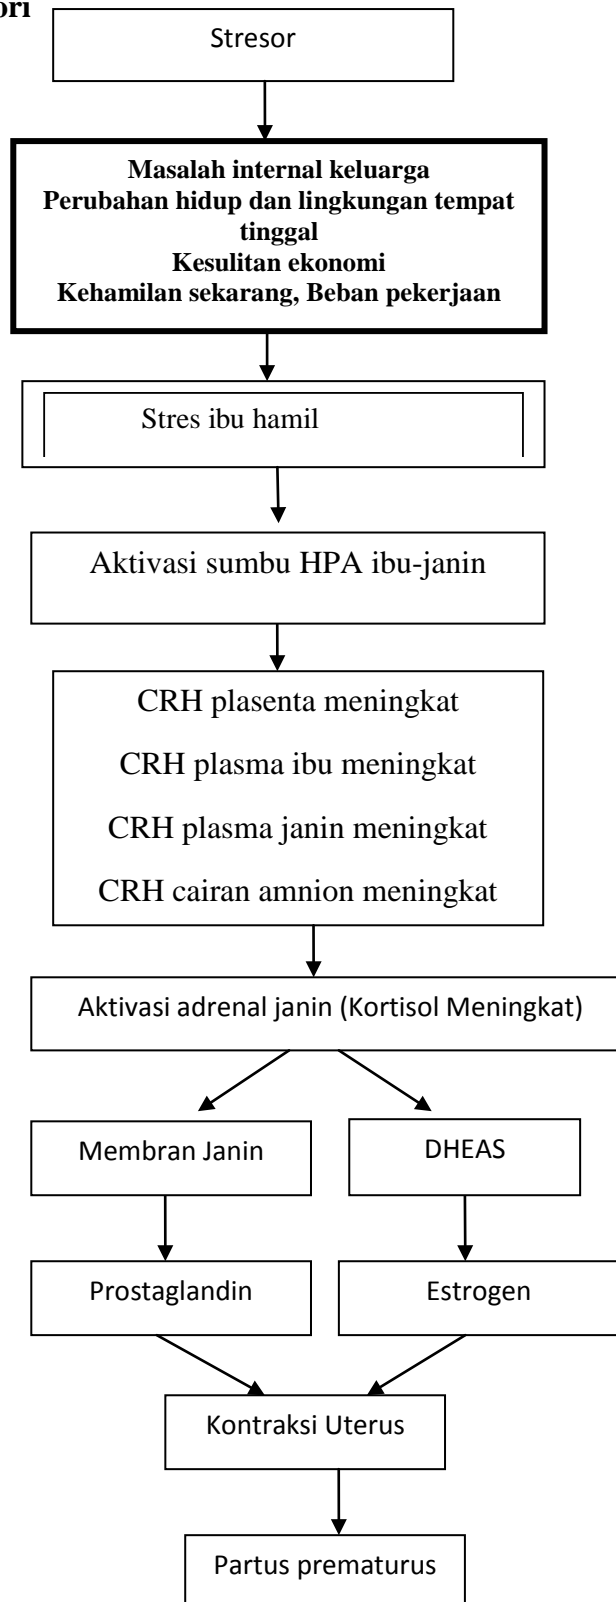 ori
Stresor
Masalah internal keluarga
Perubahan hidup dan lingkungan tempat
tinggal
Kesulitan ekonomi
Kehamilan sekarang, Beban pekerjaan
Stres ibu hamil
Aktivasi sumbu HPA ibu-janin
CRH plasenta meningkat
CRH plasma ibu meningkat
CRH plasma janin meningkat
CRH cairan amnion meningkat
Aktivasi adrenal janin (Kortisol Meningkat)
Membran Janin
DHEAS
Prostaglandin
Estrogen
Kontraksi Uterus
Partus prematurus